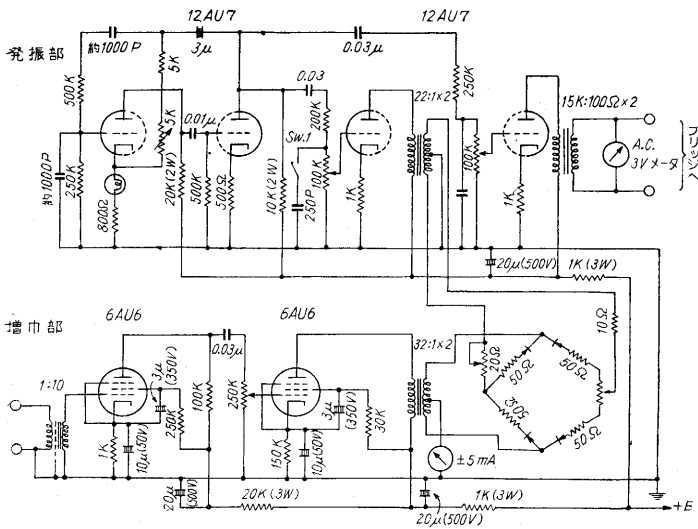 12AU7
12AU7
発振部
約1000P
3μ
0.03μ
5K
500K
5K
0.01μ
0.03
200K
Sw.1
100K
250P
22:1×2
250K
100K
15K:100Ω×2
A.C.
3Vメータ
ブリッジへ
約1000P
250K
800Ω
20K(2W)
500K
500Ω
10K(2W)
1K
1K
20μ(500V)
1K(3W)
増巾部
6AU6
6AU6
1:10
3μ
(350V)
0.03μ
100K
250K
250K
1K
10μ(50V)
3μ
(350V)
30K
150K
10μ(50V)
32:1×2
20Ω
50Ω
50Ω
50Ω
50Ω
10Ω
±5mA
20μ
(500V)
20K(3W)
1K(3W)
20μ(500V)
+E